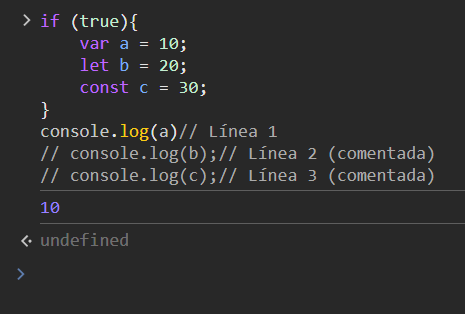 if (true){
    var a = 10;
    let b = 20;
    const c = 30;
}
console.log(a)// Línea 1
// console.log(b);// Línea 2 (comentada)
// console.log(c);// Línea 3 (comentada)
10
undefined